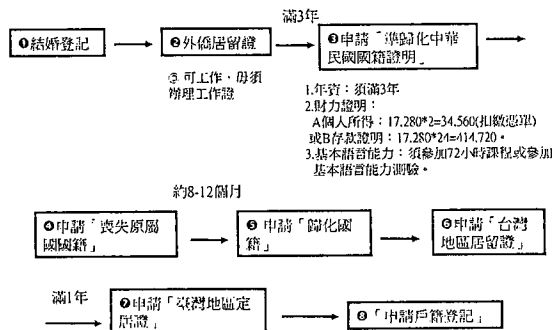 滿3年
❶結婚登記
❷外僑居留證
❸申請「準歸化中華
民國國籍證明」
③可工作,毋須
辦理工作證
1.年資：須滿3年
2.財力證明：
A個人所得：17.280*2=34.560(扣繳憑單)
或B存款證明：17.280*24=414.720。
3.基本語言能力：須參加72小時課程或參加
基本語言能力測驗。
約8-12個月
❹申請「喪失原屬
國國籍」
❺申請「歸化國
籍」
❻申請「台灣
地區居留證」
滿1年
❼申請「臺灣地區定
居證」
❽「申請戶籍登記」